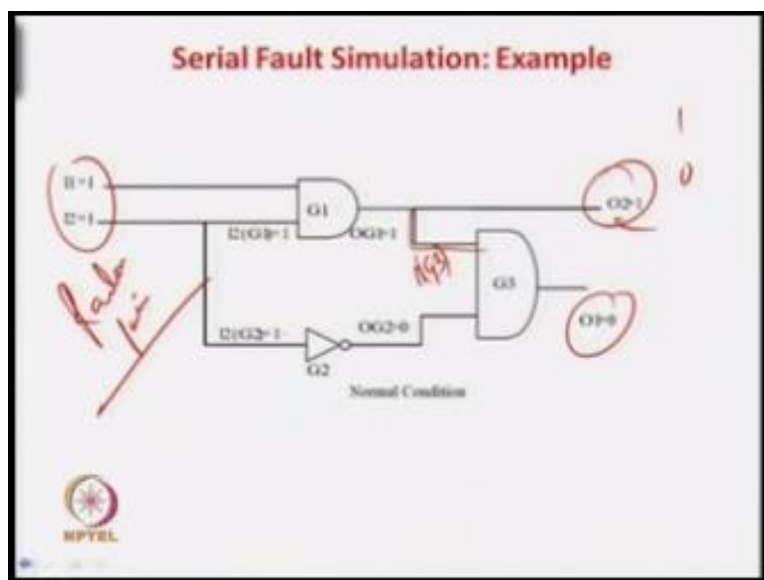 Serial Fault Simulation: Example
1
0
I1=1
I2=1
G1
I2(G1)=1
OG1=1
O2=1
G3
O1=0
I2(G2)=1
OG2=0
G2
Normal Condition
NPTEL